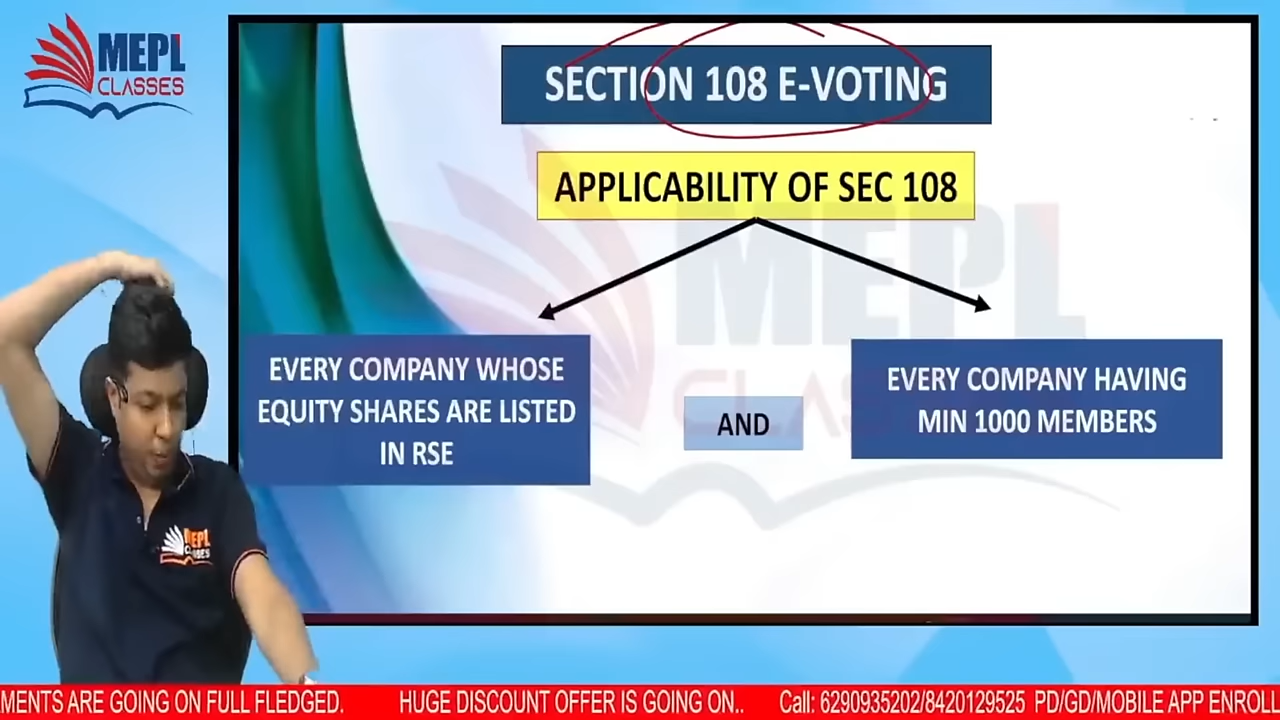 MEPL
CLASSES
SECTION 108 E-VOTING
APPLICABILITY OF SEC 108
EVERY COMPANY WHOSE
EQUITY SHARES ARE LISTED
IN RSE
AND
EVERY COMPANY HAVING
MIN 1000 MEMBERS
MEPL
CLASSES
MEPL
CLASSES
MENTS ARE GOING ON FULL FLEDGED. HUGE DISCOUNT OFFER IS GOING ON.. Call: 6290935202/8420129525 PD/GD/MOBILE APP ENROLL